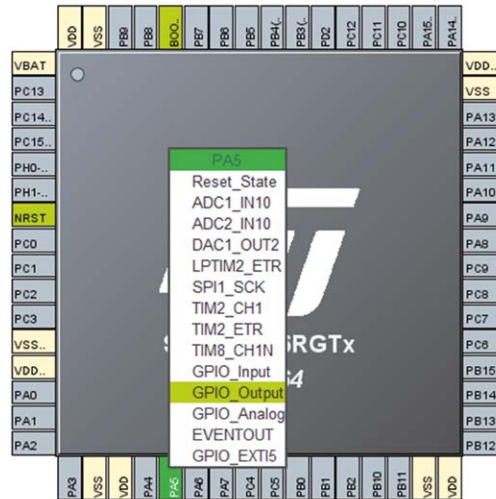 VDD
VSS
PB9
PB8
BOO..
PB7
PB6
PB5
PB4(..
PB3(..
PD2
PC12
PC11
PC10
PA15..
PA14..
VBAT
PC13
PC14..
PC15..
PH0-..
PH1-..
NRST
PC0
PC1
PC2
PC3
VSS..
VDD..
PA0
PA1
PA2
PA5
Reset_State
ADC1_IN10
ADC2_IN10
DAC1_OUT2
LPTIM2_ETR
SPI1_SCK
TIM2_CH1
TIM2_ETR
TIM8_CH1N
GPIO_Input
GPIO_Output
GPIO_Analog
EVENTOUT
GPIO_EXTI5
RGTx
VDD..
VSS
PA13
PA12
PA11
PA10
PA9
PA8
PC9
PC8
PC7
PC6
PB15
PB14
PB13
PB12
PA3
VSS
VDD
PA4
PA5
PA6
PA7
PC4
PC5
PB0
PB1
PB2
PB10
PB11
VSS
VDD